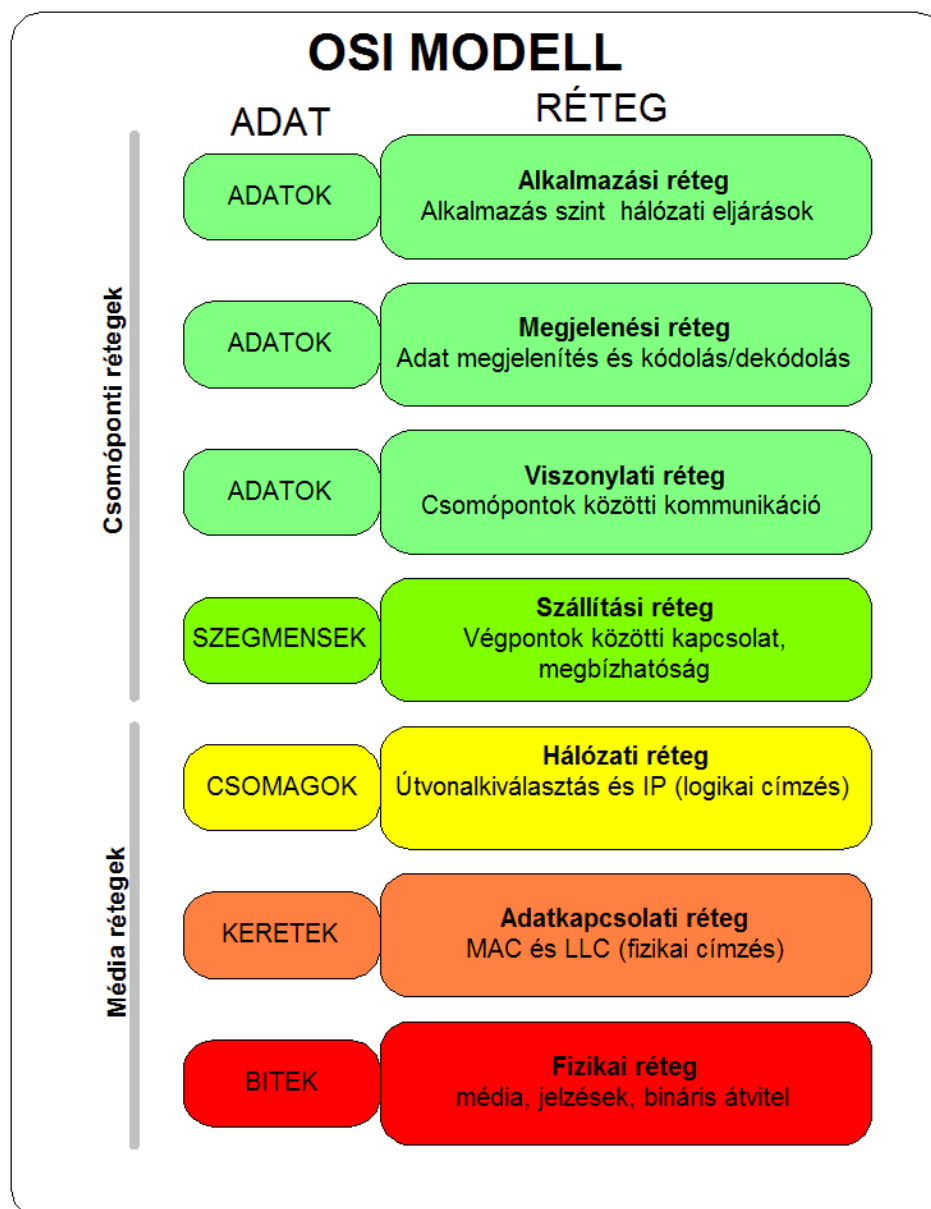 OSI MODELL
ADAT
RÉTEG
Csomóponti rétegek
ADATOK
Alkalmazási réteg
Alkalmazás szint hálózati eljárások
ADATOK
Megjelenési réteg
Adat megjelenítés és kódolás/dekódolás
ADATOK
Viszonylati réteg
Csomópontok közötti kommunikáció
SZEGMENSEK
Szállítási réteg
Végpontok közötti kapcsolat,
megbízhatóság
Média rétegek
CSOMAGOK
Hálózati réteg
Útvonalkiválasztás és IP (logikai címzés)
KERETEK
Adatkapcsolati réteg
MAC és LLC (fizikai címzés)
BITEK
Fizikai réteg
média, jelzések, bináris átvitel